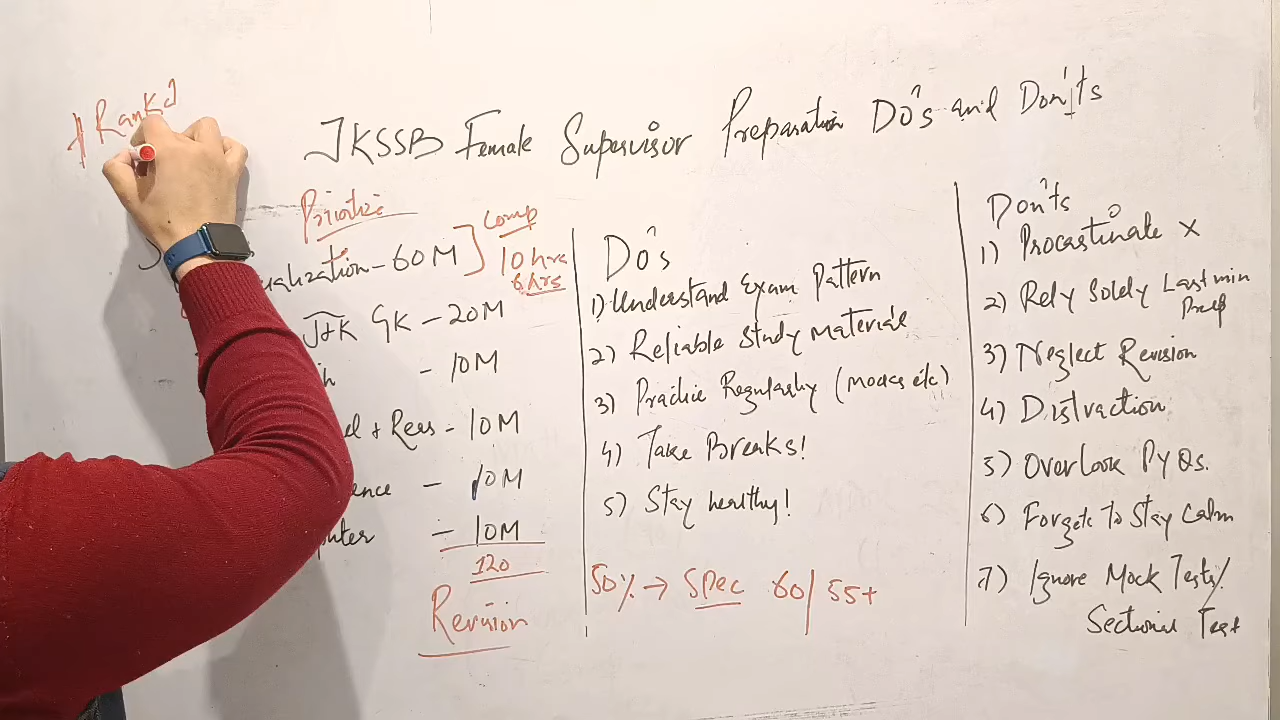 # Rank
JKSSB Female Supervisor Preparation Do's and Don'ts
Prioritize
ualization - 60M ] Comp
10 hrs
6 hrs
J+K GK - 20M
- 10M
+ Reas - 10M
ence - 10M
uter - 10M
120
Revision
Do's
1) Understand Exam Pattern
2) Reliable Study Material
3) Practice Regularly (mocks etc)
4) Take Breaks!
5) Stay healthy!
50% → Spec 60/55+
Don'ts
1) Procastinate X
2) Rely Solely Last min
Prep
3) Neglect Revision
4) Distraction
5) Overlook PYQs.
6) Forget to Stay Calm
7) Ignore Mock Tests/
Sectional Test